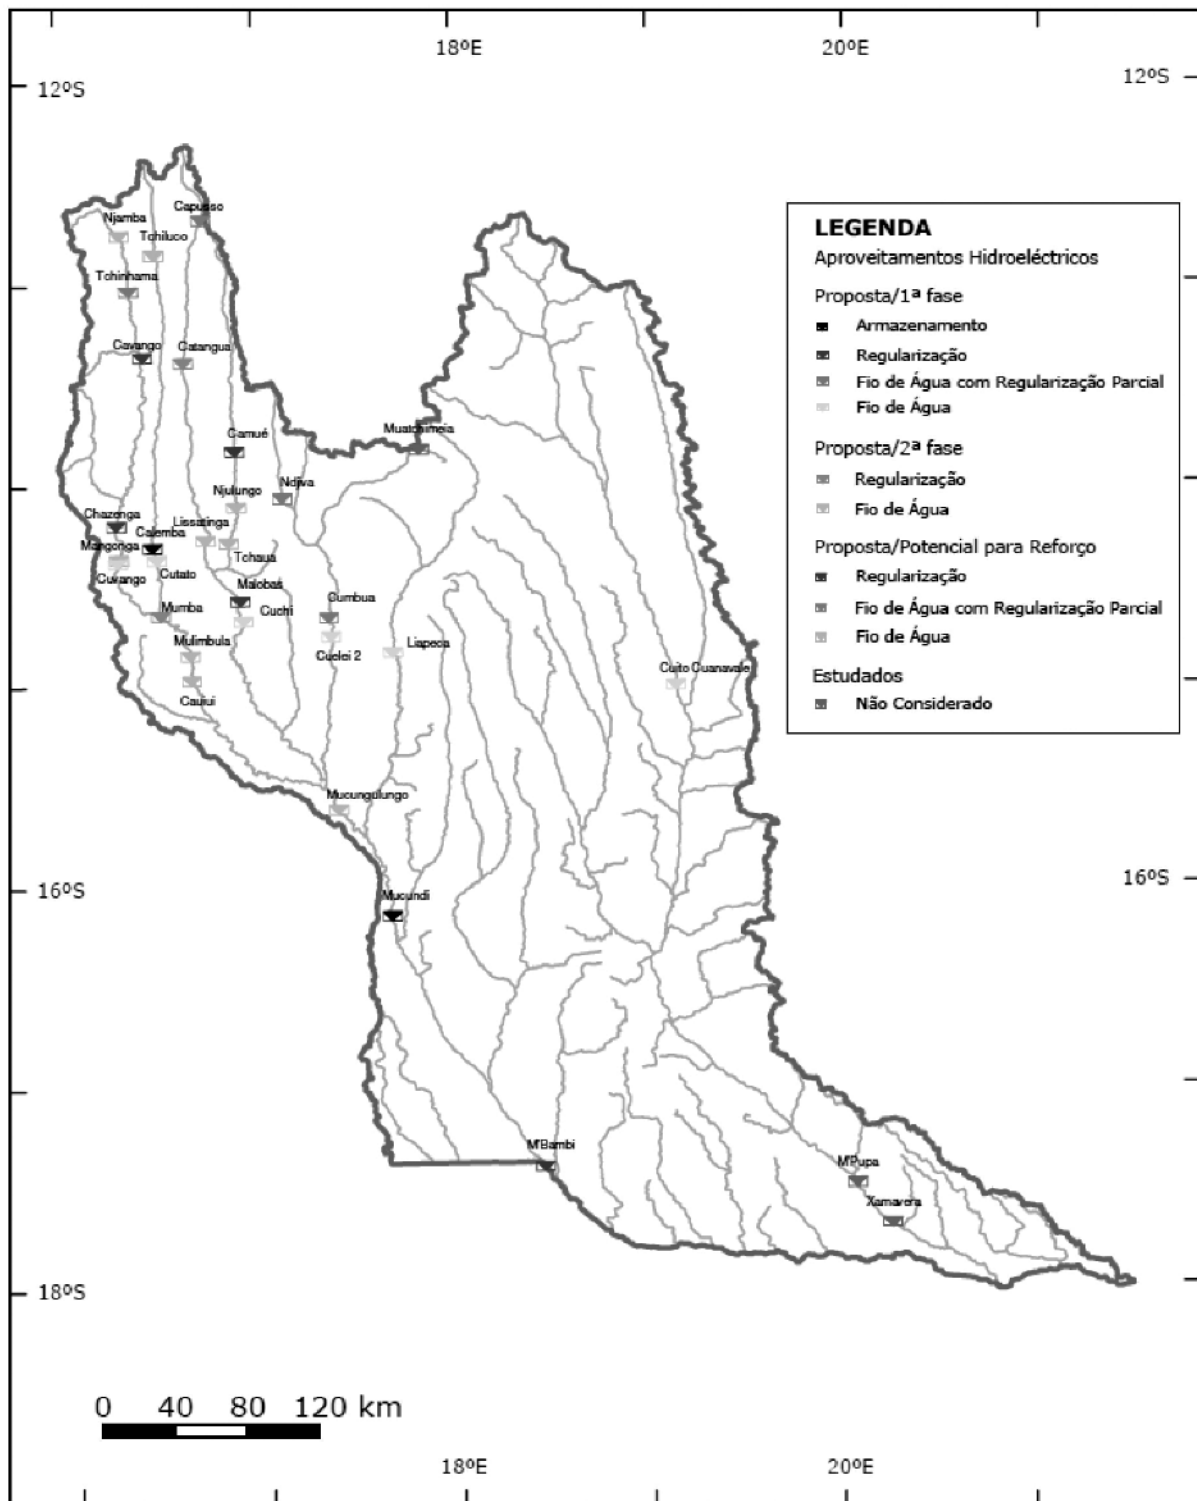 18ºE
20ºE
12ºS
12ºS
Njamba
Capusso
Tchiluco
Tchinhama
Cavango
Catangua
Camué
Muatchimeia
Njulungo
Ndjiva
Chazenga
Lissatinga
Calemba
Mangonga
Tchaua
Cuvango
Cutato
Malobas
Cuchi
Mumba
Cumbua
Mulimbula
Cuelei 2
Liapeca
Cuito Cuanavale
Cauiui
Mucungulungo
Mucundi
16ºS
16ºS
M'Bambi
M'Pupa
Xamavera
18ºS
LEGENDA
Aproveitamentos Hidroeléctricos
Proposta/1ª fase
Armazenamento
Regularização
Fio de Água com Regularização Parcial
Fio de Água
Proposta/2ª fase
Regularização
Fio de Água
Proposta/Potencial para Reforço
Regularização
Fio de Água com Regularização Parcial
Fio de Água
Estudados
Não Considerado
0 40 80 120 km
18ºE
20ºE